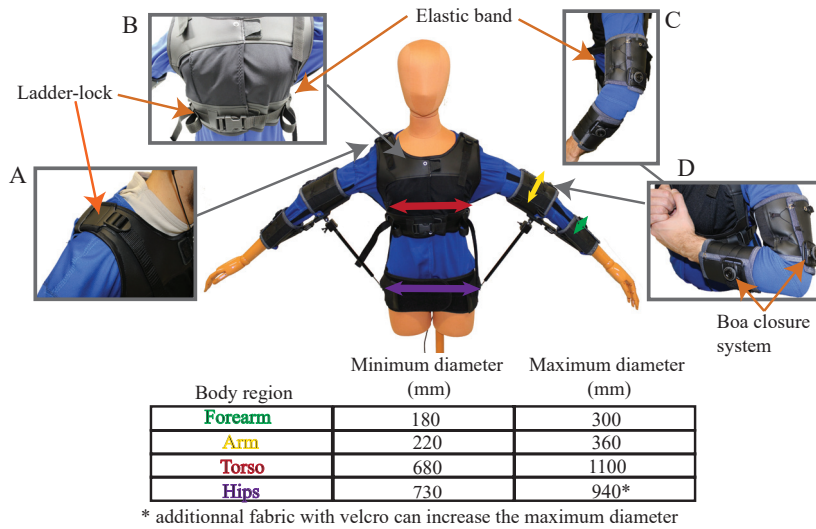 B
Elastic band
C
Ladder-lock
A
D
Boa closure
system
Minimum diameter
(mm)
Maximum diameter
(mm)
Body region
Forearm 180 300
Arm 220 360
Torso 680 1100
Hips 730 940*
* additionnal fabric with velcro can increase the maximum diameter